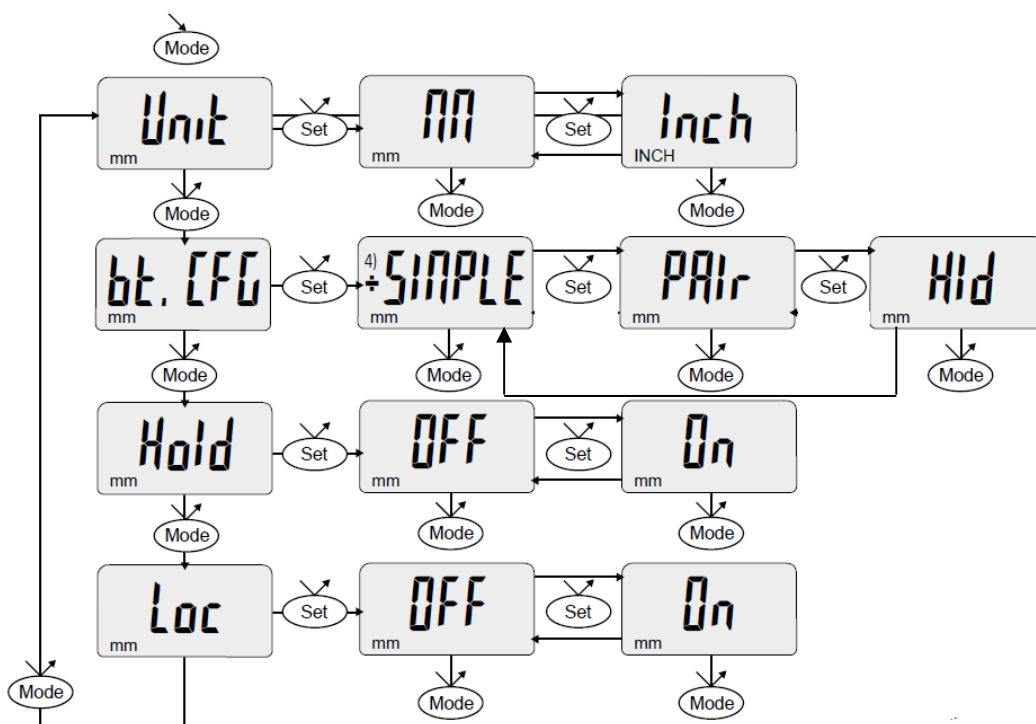 Mode
Unit
mm
Set
MM
mm
Set
Inch
INCH
Mode
Mode
Mode
bt. CFG
mm
Set
4)
÷SIMPLE
mm
Set
PAIr
mm
Set
HId
mm
Mode
Mode
Mode
Mode
Hold
mm
Set
OFF
mm
Set
On
mm
Mode
Mode
Mode
Loc
mm
Set
OFF
mm
Set
On
mm
Mode
Mode
Mode